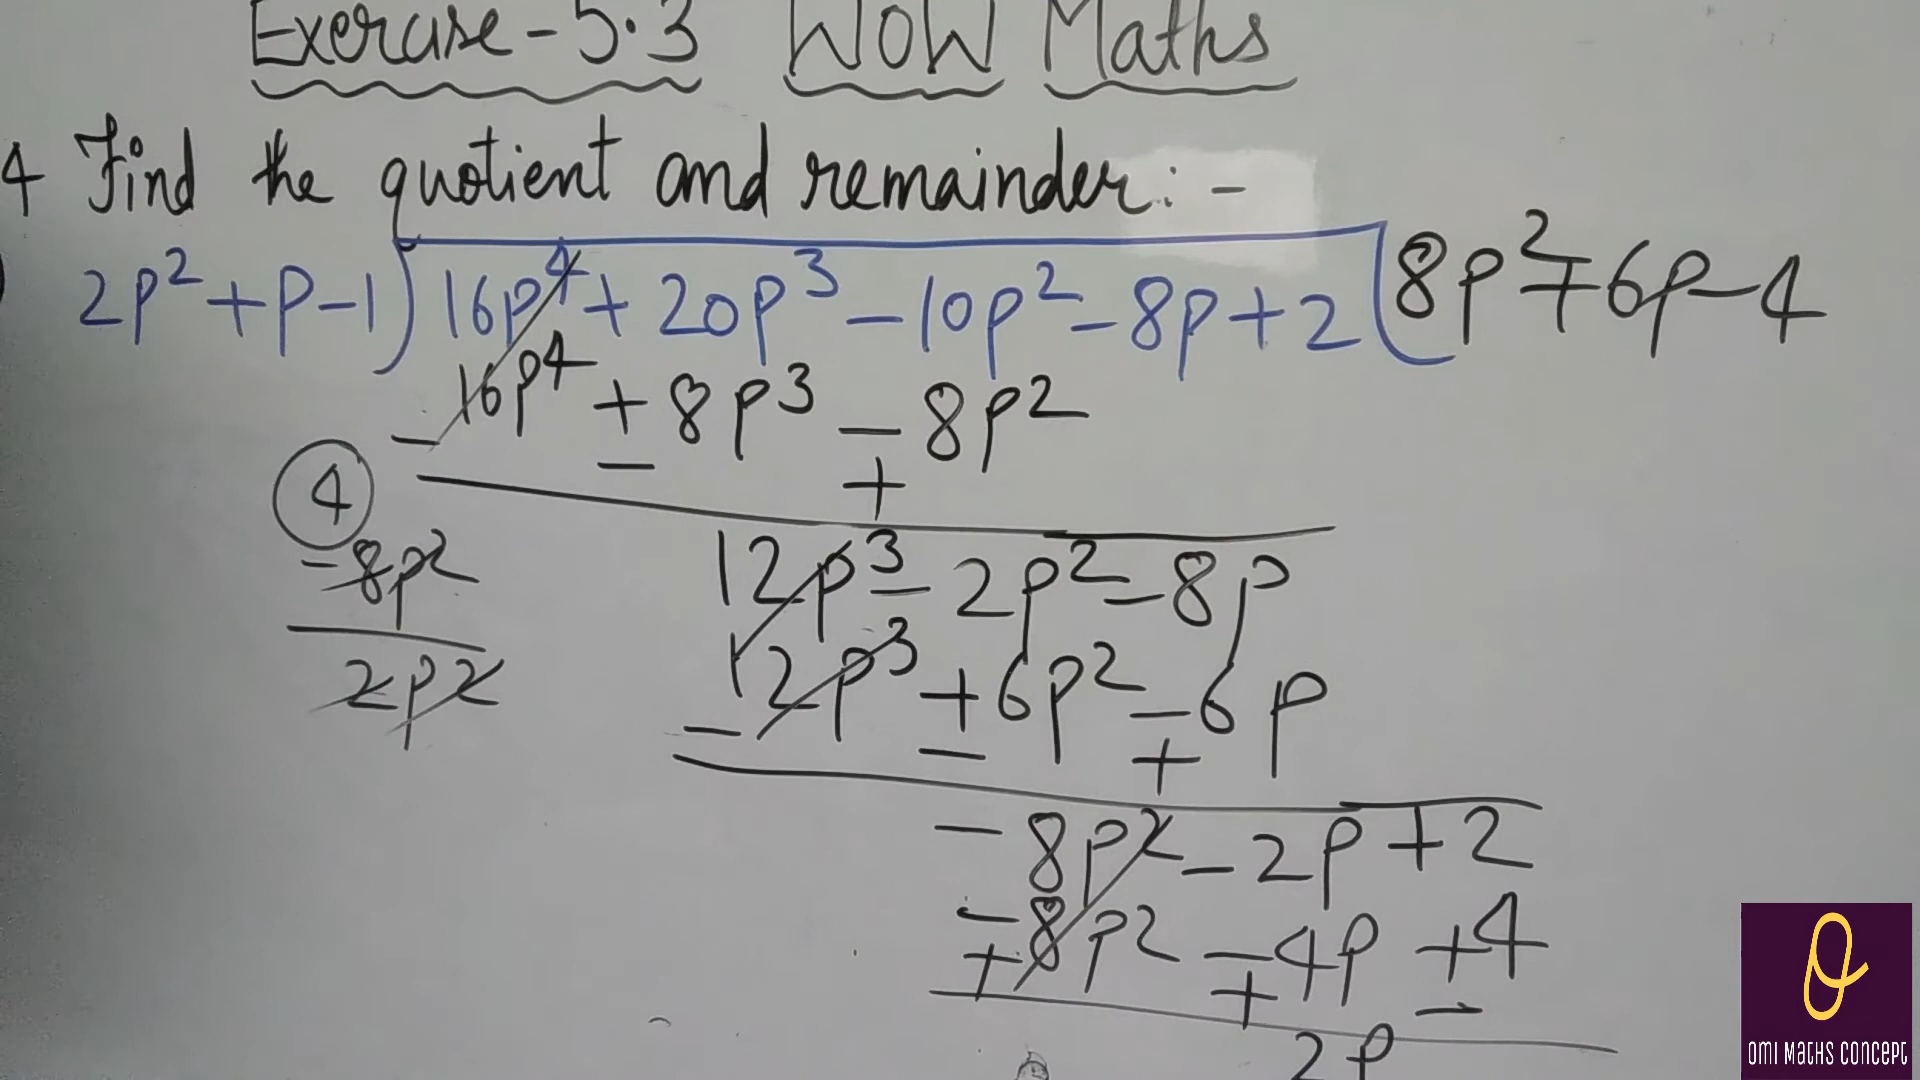 Exercise-5.3 WOW Maths
4 Find the quotient and remainder:-
2p²+p-1) 16p⁴+20p³-10p²-8p+2 (8p²+6p-4
16p⁴+8p³-8p²
- - +
4
12p³-2p²-8p
-8p²
2p²
12p³+6p²-6p
- - +
-8p²-2p+2
-8p²-4p+4
+ + -
2p
OMI MATHS CONCEPT